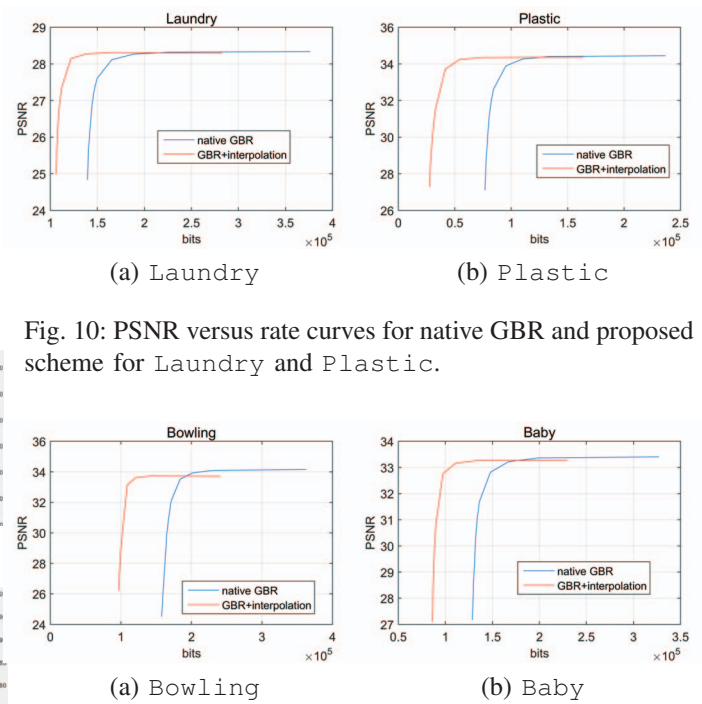 Laundry
29
28
27
26
25
24
PSNR
native GBR
GBR+interpolation
1 1.5 2 2.5 3 3.5 4
bits
×10^5
(a) Laundry
Plastic
36
34
32
30
28
26
PSNR
native GBR
GBR+interpolation
0 0.5 1 1.5 2 2.5
bits
×10^5
(b) Plastic
Fig. 10: PSNR versus rate curves for native GBR and proposed
scheme for Laundry and Plastic.
Bowling
36
34
32
30
28
26
24
PSNR
native GBR
GBR+interpolation
0 1 2 3 4
bits
×10^5
(a) Bowling
Baby
34
33
32
31
30
29
28
27
PSNR
native GBR
GBR+interpolation
0.5 1 1.5 2 2.5 3 3.5
bits
×10^5
(b) Baby